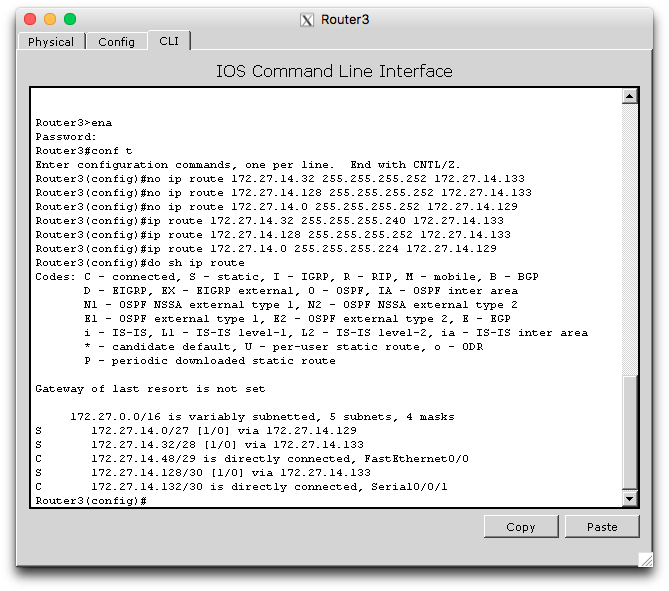 Router3
Physical Config CLI
IOS Command Line Interface
Router3>ena
Password:
Router3#conf t
Enter configuration commands, one per line.  End with CNTL/Z.
Router3(config)#no ip route 172.27.14.32 255.255.255.252 172.27.14.133
Router3(config)#no ip route 172.27.14.128 255.255.255.252 172.27.14.133
Router3(config)#no ip route 172.27.14.0 255.255.255.252 172.27.14.129
Router3(config)#ip route 172.27.14.32 255.255.255.240 172.27.14.133
Router3(config)#ip route 172.27.14.128 255.255.255.252 172.27.14.133
Router3(config)#ip route 172.27.14.0 255.255.255.224 172.27.14.129
Router3(config)#do sh ip route
Codes: C - connected, S - static, I - IGRP, R - RIP, M - mobile, B - BGP
D - EIGRP, EX - EIGRP external, O - OSPF, IA - OSPF inter area
N1 - OSPF NSSA external type 1, N2 - OSPF NSSA external type 2
E1 - OSPF external type 1, E2 - OSPF external type 2, E - EGP
i - IS-IS, L1 - IS-IS level-1, L2 - IS-IS level-2, ia - IS-IS inter area
* - candidate default, U - per-user static route, o - ODR
P - periodic downloaded static route
Gateway of last resort is not set
172.27.0.0/16 is variably subnetted, 5 subnets, 4 masks
S 172.27.14.0/27 [1/0] via 172.27.14.129
S 172.27.14.32/28 [1/0] via 172.27.14.133
C 172.27.14.48/29 is directly connected, FastEthernet0/0
S 172.27.14.128/30 [1/0] via 172.27.14.133
C 172.27.14.132/30 is directly connected, Serial0/0/1
Router3(config)#
Copy Paste